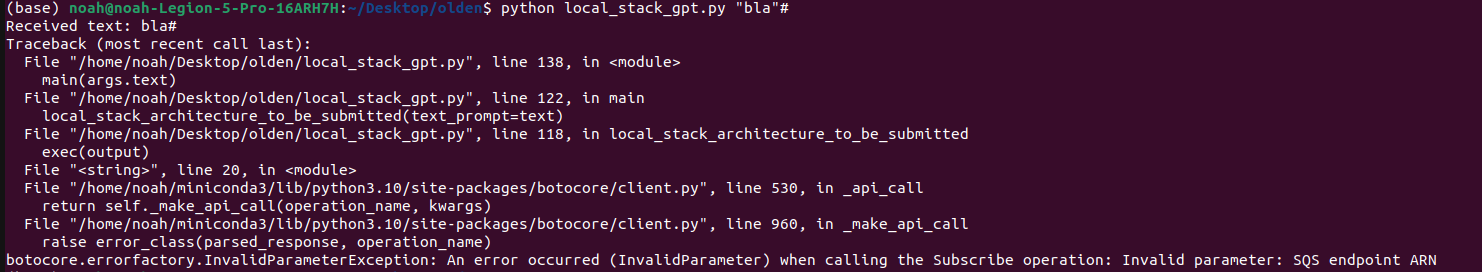 (base) noah@noah-Legion-5-Pro-16ARH7H:~/Desktop/olden$ python local_stack_gpt.py "bla"#
Received text: bla#
Traceback (most recent call last):
  File "/home/noah/Desktop/olden/local_stack_gpt.py", line 138, in <module>
    main(args.text)
  File "/home/noah/Desktop/olden/local_stack_gpt.py", line 122, in main
    local_stack_architecture_to_be_submitted(text_prompt=text)
  File "/home/noah/Desktop/olden/local_stack_gpt.py", line 118, in local_stack_architecture_to_be_submitted
    exec(output)
  File "<string>", line 20, in <module>
  File "/home/noah/miniconda3/lib/python3.10/site-packages/botocore/client.py", line 530, in _api_call
    return self._make_api_call(operation_name, kwargs)
  File "/home/noah/miniconda3/lib/python3.10/site-packages/botocore/client.py", line 960, in _make_api_call
    raise error_class(parsed_response, operation_name)
botocore.errorfactory.InvalidParameterException: An error occurred (InvalidParameter) when calling the Subscribe operation: Invalid parameter: SQS endpoint ARN